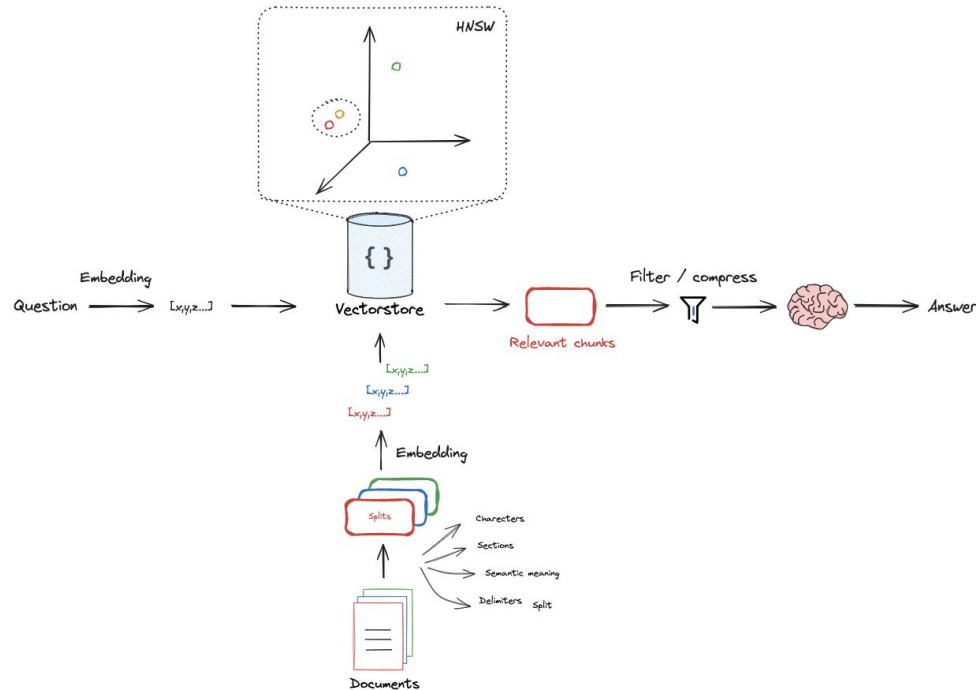 HNSW
{ }
Embedding
Filter / compress
Question
[x,y,z...]
Vectorstore
Relevant chunks
Answer
[x,y,z...]
[x,y,z...]
[x,y,z...]
Embedding
Splits
Charecters
Sections
Semantic meaning
Delimiters Split
Documents